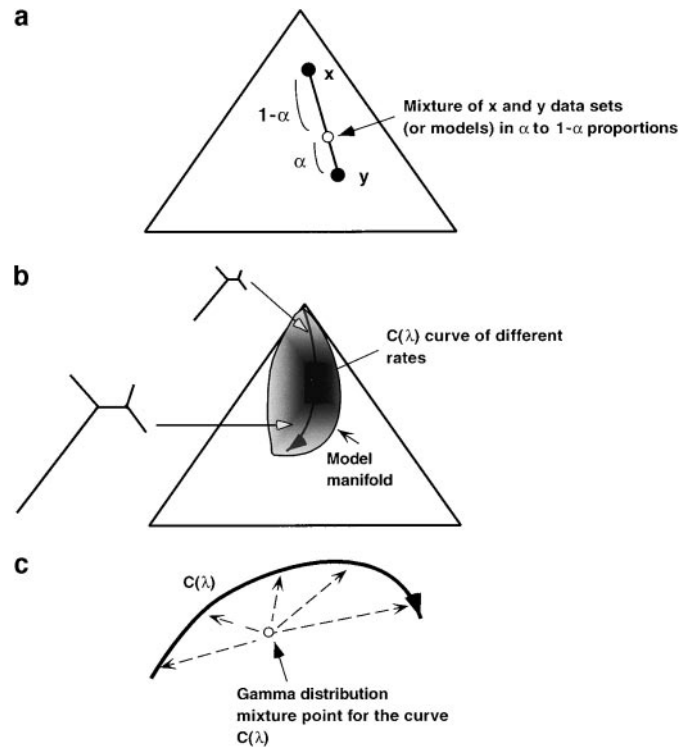 a
x
1-α
α
y
Mixture of x and y data sets
(or models) in α to 1-α proportions
b
C(λ) curve of different
rates
Model
manifold
c
C(λ)
Gamma distribution
mixture point for the curve
C(λ)